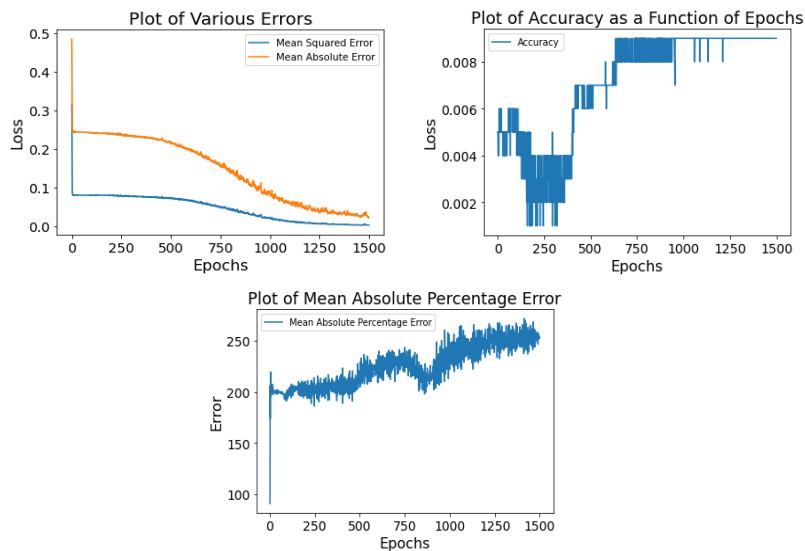 Plot of Various Errors
Mean Squared Error
Mean Absolute Error
Loss
0.5
0.4
0.3
0.2
0.1
0.0
0 250 500 750 1000 1250 1500
Epochs
Plot of Accuracy as a Function of Epochs
Accuracy
Loss
0.008
0.006
0.004
0.002
0 250 500 750 1000 1250 1500
Epochs
Plot of Mean Absolute Percentage Error
Mean Absolute Percentage Error
Error
250
200
150
100
0 250 500 750 1000 1250 1500
Epochs